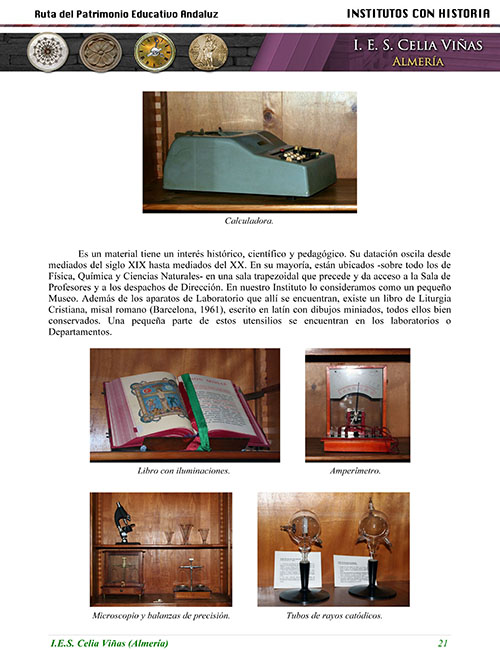 Ruta del Patrimonio Educativo Andaluz
INSTITUTOS CON HISTORIA
I. E. S. CELIA VIÑAS
ALMERÍA
Calculadora.
Es un material tiene un interés histórico, científico y pedagógico. Su datación oscila desde
mediados del siglo XIX hasta mediados del XX. En su mayoría, están ubicados -sobre todo los de
Física, Química y Ciencias Naturales- en una sala trapezoidal que precede y da acceso a la Sala de
Profesores y a los despachos de Dirección. En nuestro Instituto lo consideramos como un pequeño
Museo. Además de los aparatos de Laboratorio que allí se encuentran, existe un libro de Liturgia
Cristiana, misal romano (Barcelona, 1961), escrito en latín con dibujos miniados, todos ellos bien
conservados. Una pequeña parte de estos utensilios se encuentran en los laboratorios o
Departamentos.
Libro con iluminaciones.
Amperímetro.
Microscopio y balanzas de precisión.
Tubos de rayos catódicos.
I.E.S. Celia Viñas (Almería)
21